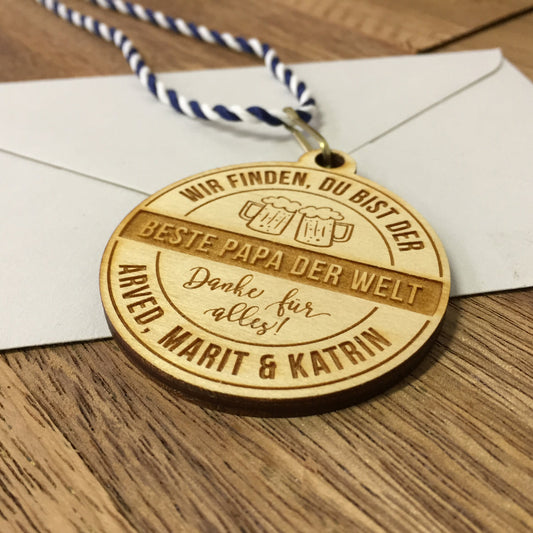 WIR FINDEN, DU BIST DER
BESTE PAPA DER WELT
Danke für
alles!
ARVED, MARIT & KATRIN